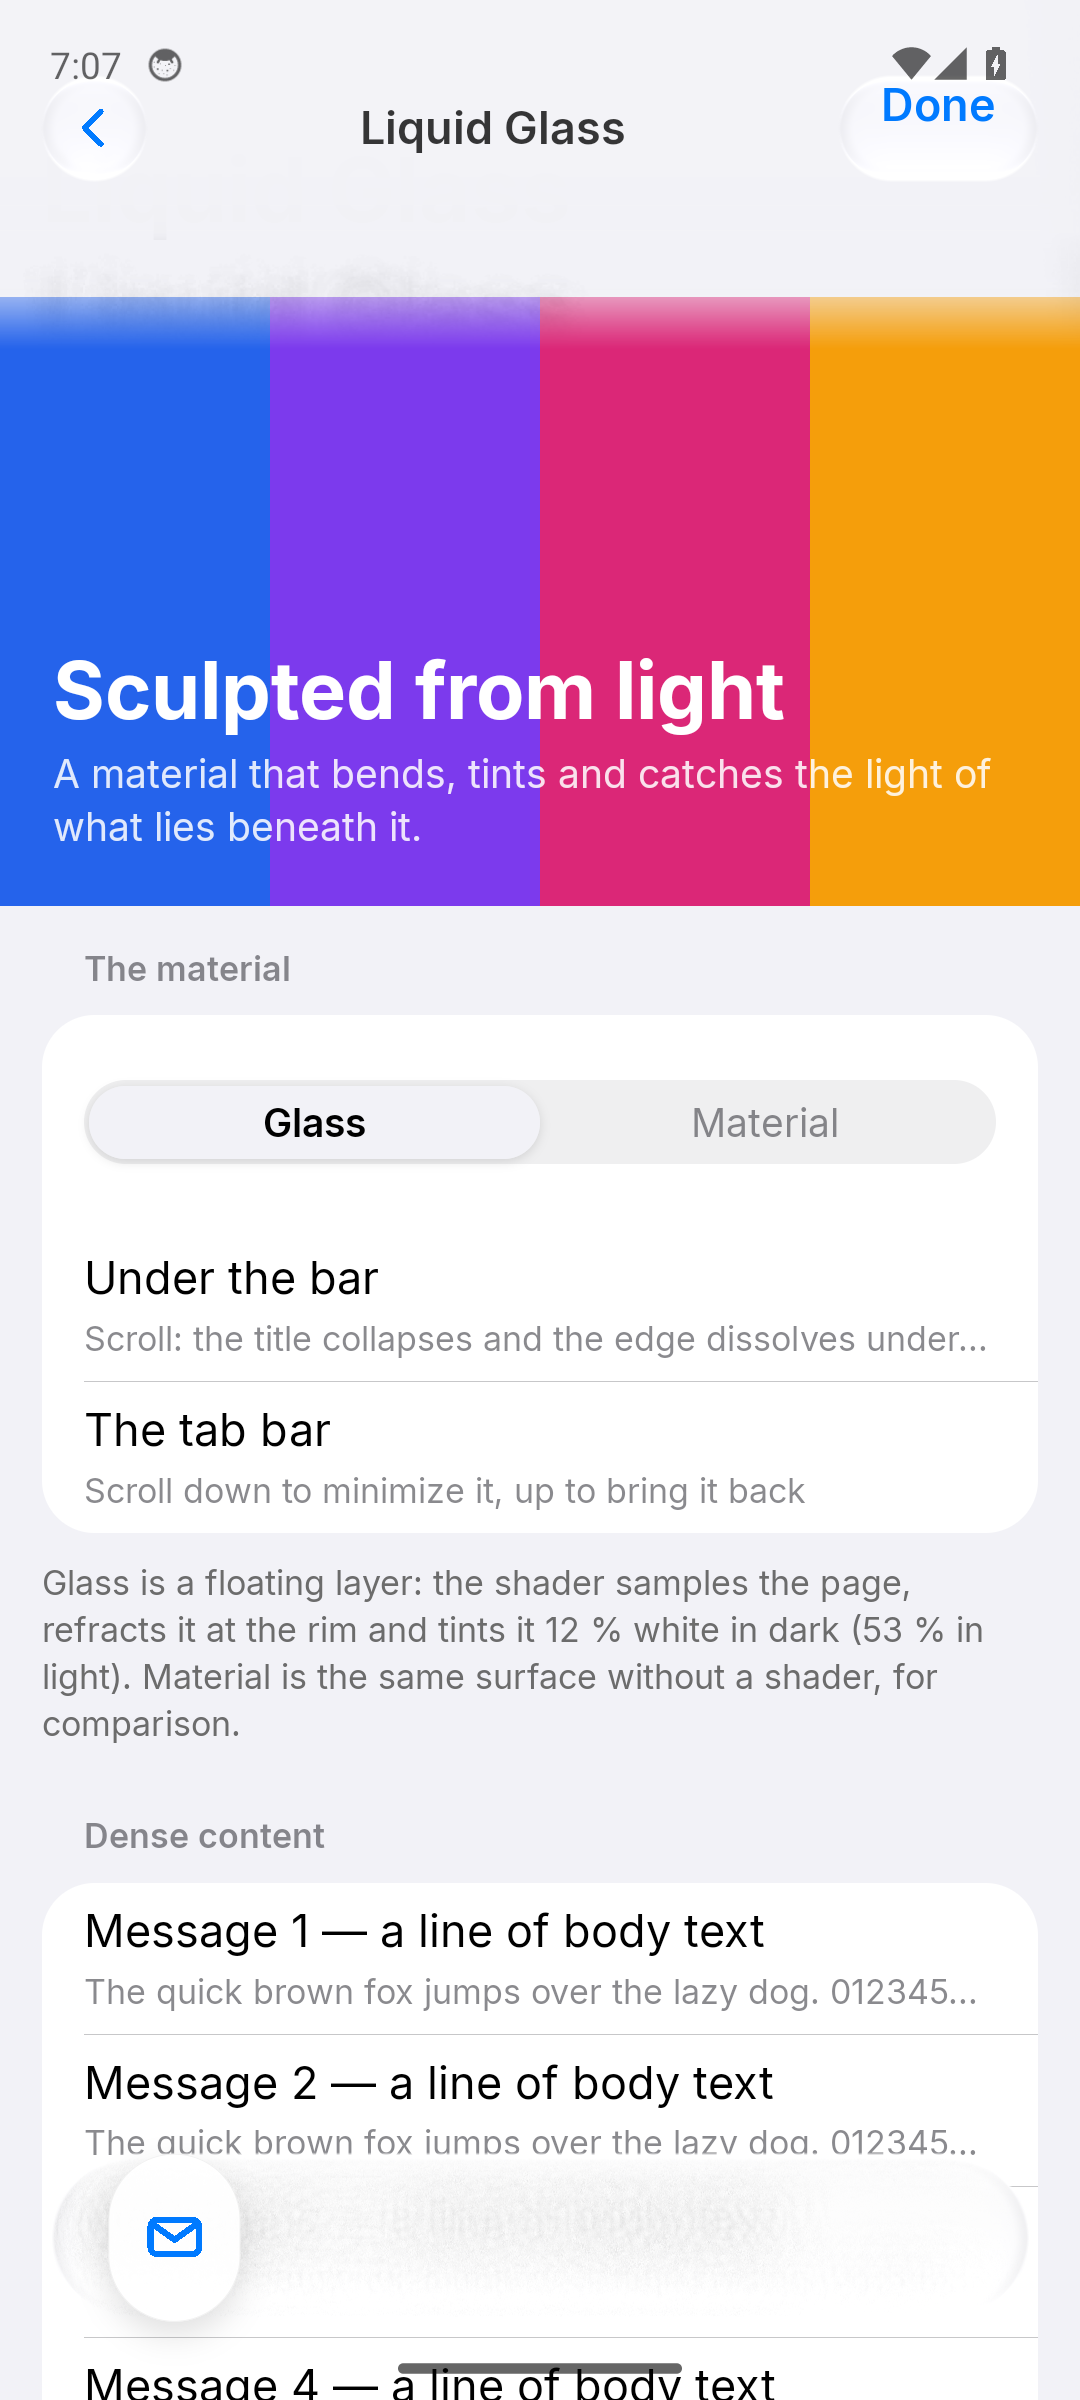 7:07
Liquid Glass
Done
Liquid Glass
Sculpted from light
A material that bends, tints and catches the light of
what lies beneath it.
The material
Glass
Material
Under the bar
Scroll: the title collapses and the edge dissolves under...
The tab bar
Scroll down to minimize it, up to bring it back
Glass is a floating layer: the shader samples the page,
refracts it at the rim and tints it 12 % white in dark (53 % in
light). Material is the same surface without a shader, for
comparison.
Dense content
Message 1 — a line of body text
The quick brown fox jumps over the lazy dog. 012345...
Message 2 — a line of body text
The quick brown fox jumps over the lazy dog. 012345...
Message 4 — a line of body text